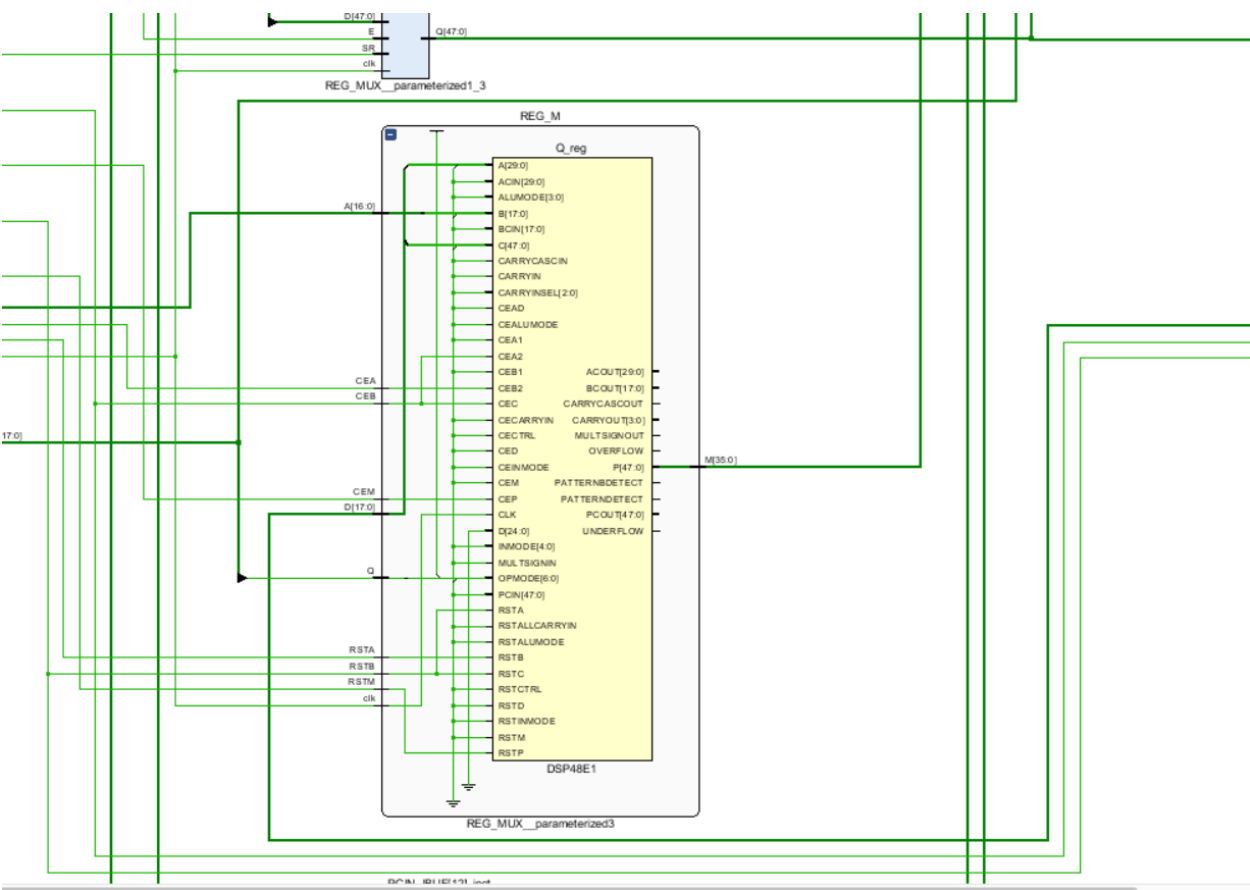 D[47:0]
E
SR
clk
Q[47:0]
REG_MUX__parameterized1_3
REG_M
Q_reg
A[29:0]
ACIN[29:0]
ALUMODE[3:0]
A[16:0]
B[17:0]
BCIN[17:0]
C[47:0]
CARRYCASCIN
CARRYIN
CARRYINSEL[2:0]
CEAD
CEALUMODE
CEA1
CEA2
CEB1
ACOUT[29:0]
CEA
CEB2
BCOUT[17:0]
CEB
CEC
CARRYCASCOUT
CECARRYIN
CARRYOUT[3:0]
17:0]
CECTRL
MULTSIGNOUT
CED
OVERFLOW
CEINMODE
P[47:0]
M[35:0]
CEM
PATTERNBDETECT
CEM
CEP
PATTERNDETECT
D[17:0]
CLK
PCOUT[47:0]
D[24:0]
UNDERFLOW
INMODE[4:0]
MULTSIGNIN
Q
OPMODE[6:0]
PCIN[47:0]
RSTA
RSTALLCARRYIN
RSTALUMODE
RSTA
RSTB
RSTB
RSTC
RSTM
RSTCTRL
clk
RSTD
RSTINMODE
RSTM
RSTP
DSP48E1
REG_MUX__parameterized3